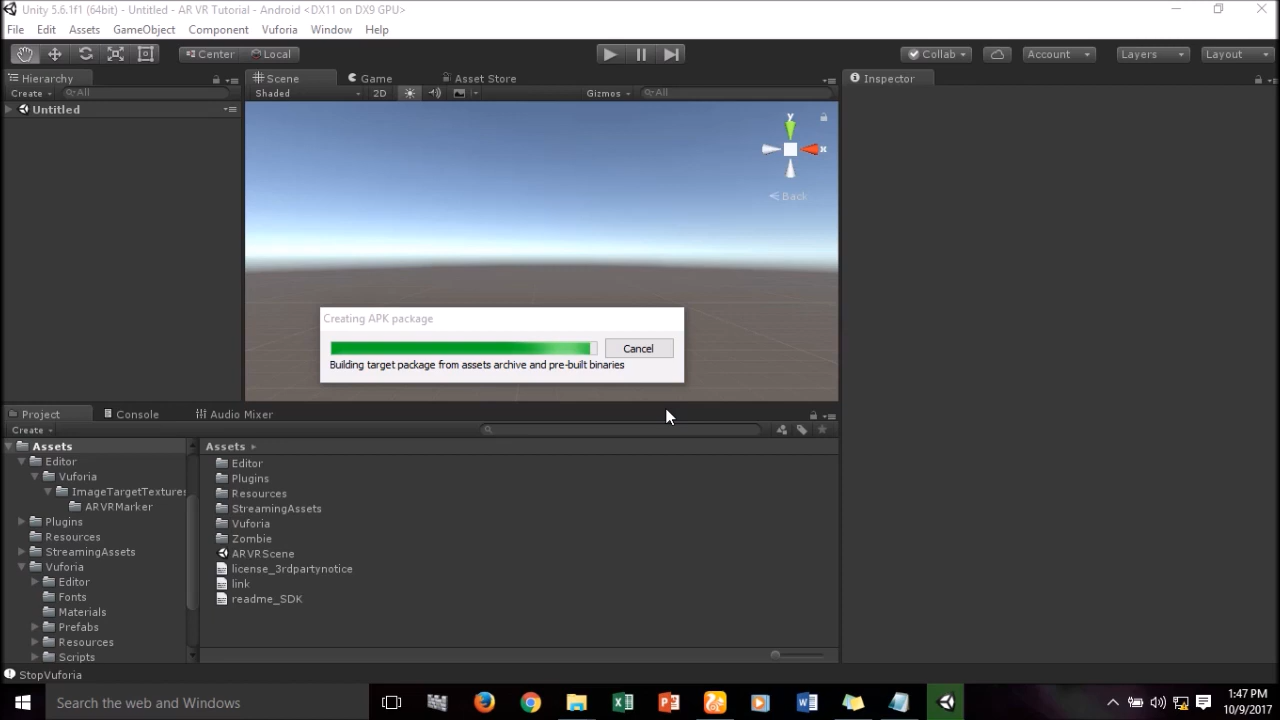 Unity 5.6.1f1 (64bit) - Untitled - AR VR Tutorial - Android <DX11 on DX9 GPU>
File Edit Assets GameObject Component Vuforia Window Help
Center Local Collab Account Layers Layout
Hierarchy Scene Game Asset Store Inspector
Create All Shaded 2D Gizmos All
Untitled
y
x
Back
Creating APK package
Cancel
Building target package from assets archive and pre-built binaries
Project Console Audio Mixer
Create
Assets
Editor
Vuforia
ImageTargetTextures
ARVRMarker
Plugins
Resources
StreamingAssets
Vuforia
Editor
Fonts
Materials
Prefabs
Resources
Scripts
Assets
Editor
Plugins
Resources
StreamingAssets
Vuforia
Zombie
ARVRScene
license_3rdpartynotice
link
readme_SDK
StopVuforia
Search the web and Windows
1:47 PM
10/9/2017